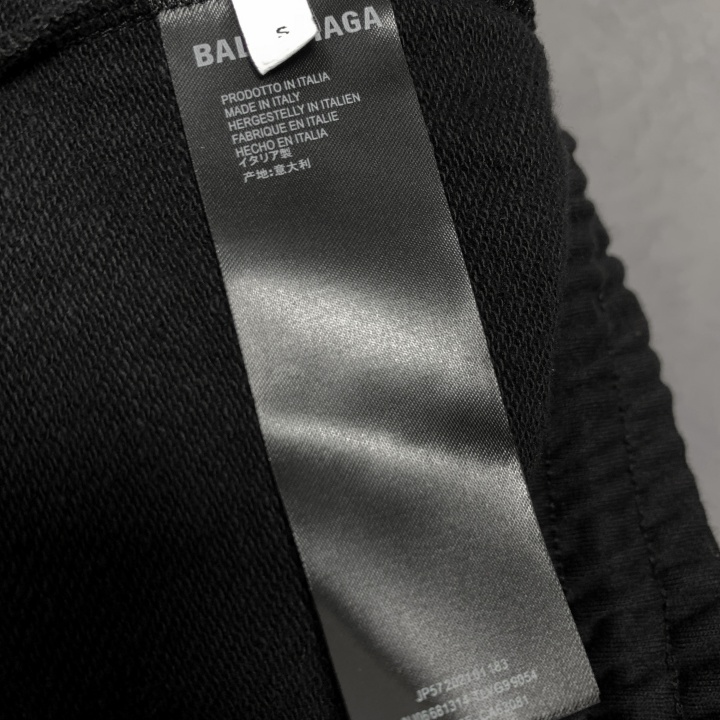 S
BAL AGA
PRODOTTO IN ITALIA
MADE IN ITALY
HERGESTELLY IN ITALIEN
FABRIQUE EN ITALIE
HECHO EN ITALIA
イタリア製
产地:意大利